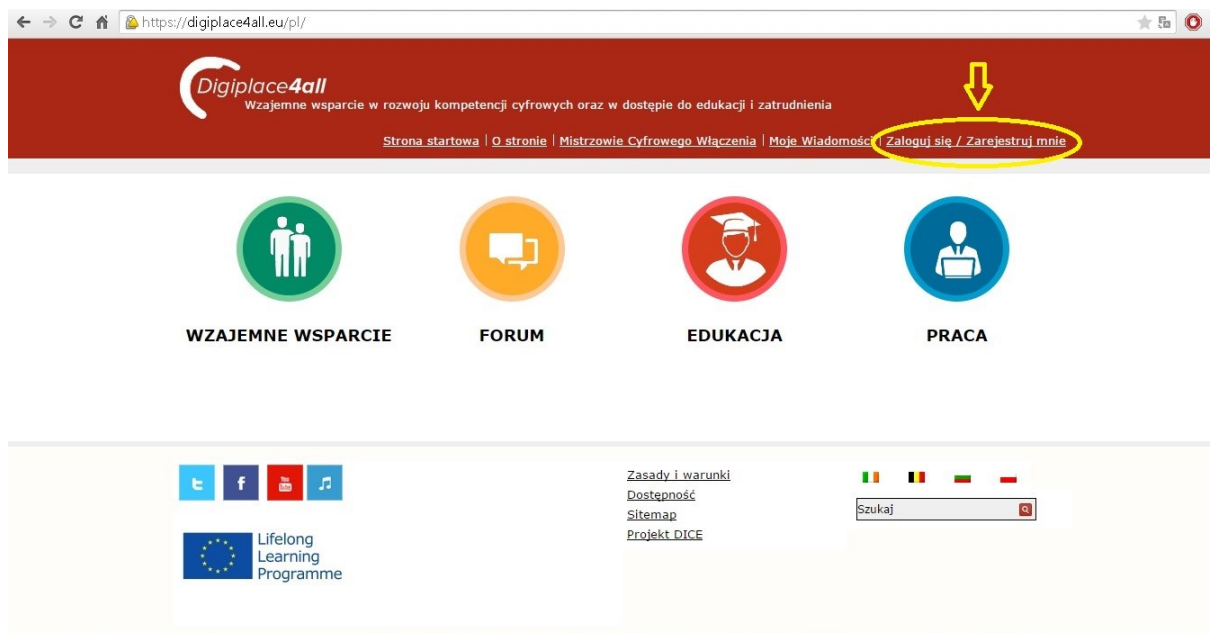 https://digiplace4all.eu/pl/
Digiplace4all
Wzajemne wsparcie w rozwoju kompetencji cyfrowych oraz w dostępie do edukacji i zatrudnienia
Strona startowa | O stronie | Mistrzowie Cyfrowego Włączenia | Moje Wiadomości | Zaloguj się / Zarejestruj mnie
WZAJEMNE WSPARCIE FORUM EDUKACJA PRACA
t f You Tube
Zasady i warunki
Dostępność
Sitemap
Projekt DICE
Szukaj
Lifelong
Learning
Programme